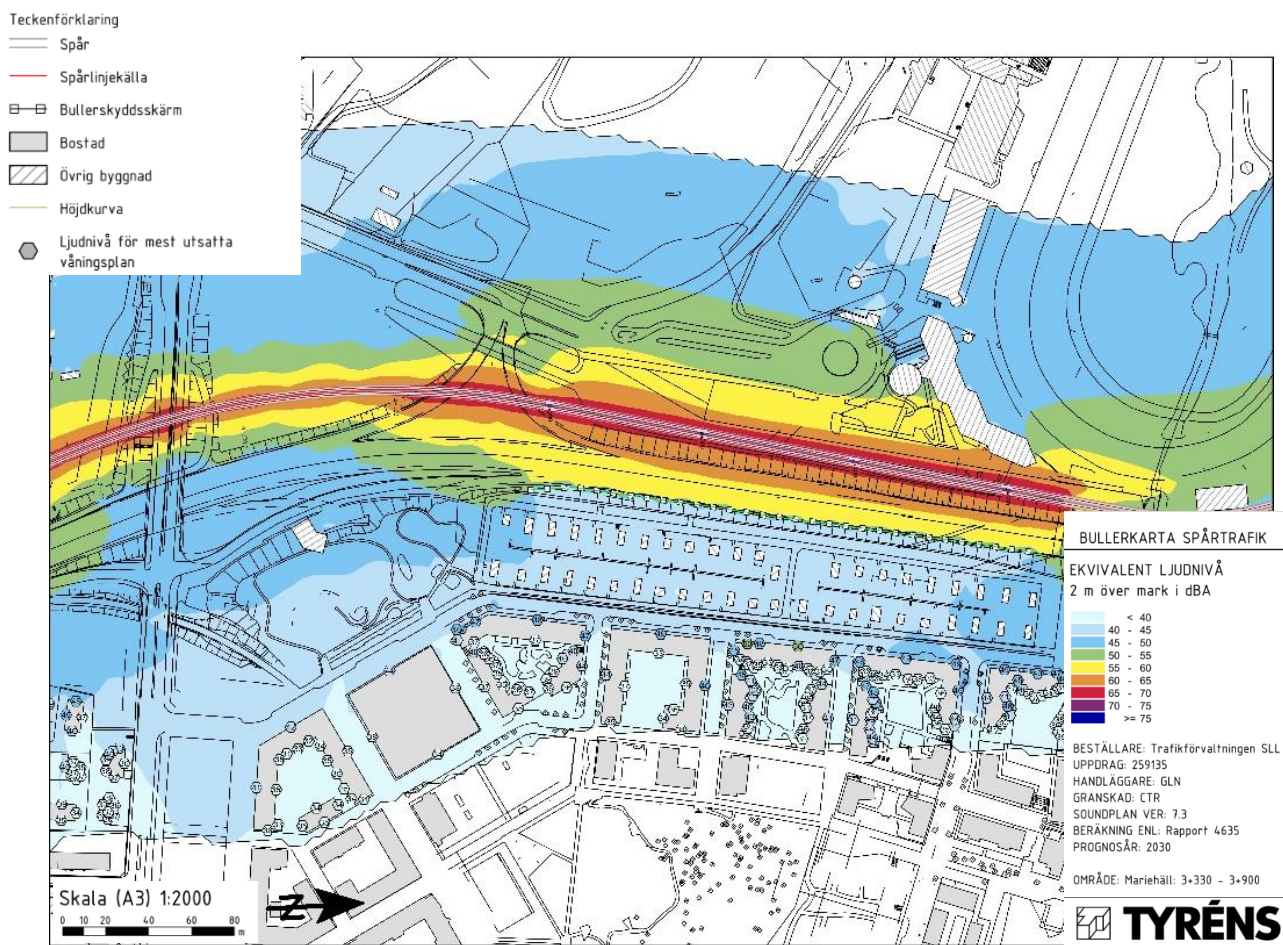 Teckenförklaring
Spår
Spårlinjekälla
Bullerskyddsskärm
Bostad
Övrig byggnad
Höjdkurva
Ljudnivå för mest utsatta
våningsplan
BULLERKARTA SPÅRTRAFIK
EKVIVALENT LJUDNIVÅ
2 m över mark i dBA
< 40
40 - 45
45 - 50
50 - 55
55 - 60
60 - 65
65 - 70
70 - 75
>= 75
BESTÄLLARE: Trafikförvaltningen SLL
UPPDRAG: 259135
HANDLÄGGARE: GLN
GRANSKAD: CTR
SOUNDPLAN VER: 7.3
BERÄKNING ENL: Rapport 4635
PROGNOSÅR: 2030
OMRÅDE: Mariehäll: 3+330 - 3+900
Skala (A3) 1:2000
0 10 20 40 60 80
m
N
TYRÉNS